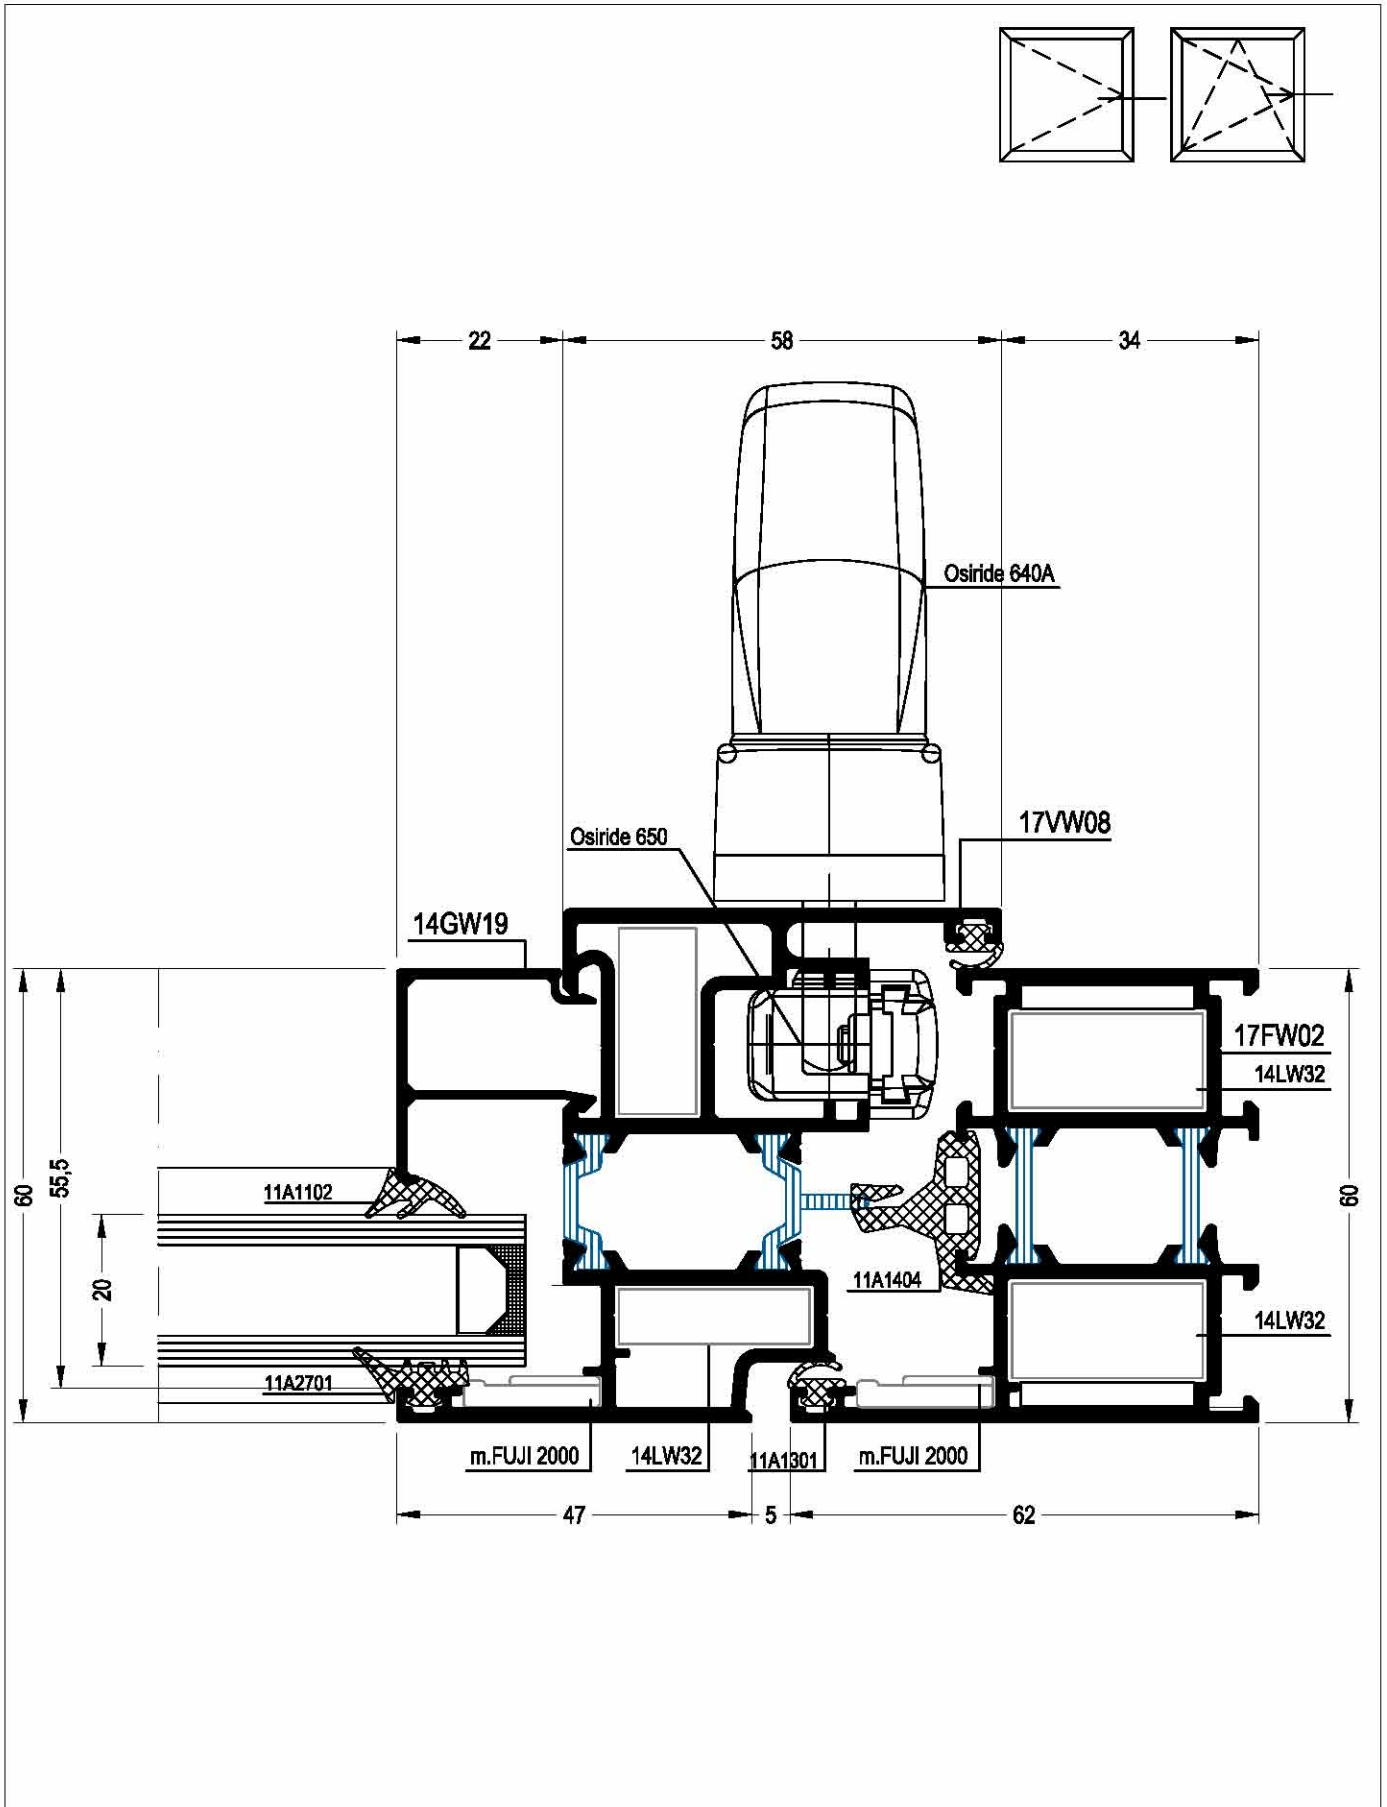 22
58
34
Osiride 640A
17VW08
Osiride 650
14GW19
17FW02
14LW32
60
55,5
11A1102
60
20
11A1404
14LW32
11A2701
m.FUJI 2000
14LW32
11A1301
m.FUJI 2000
47
5
62